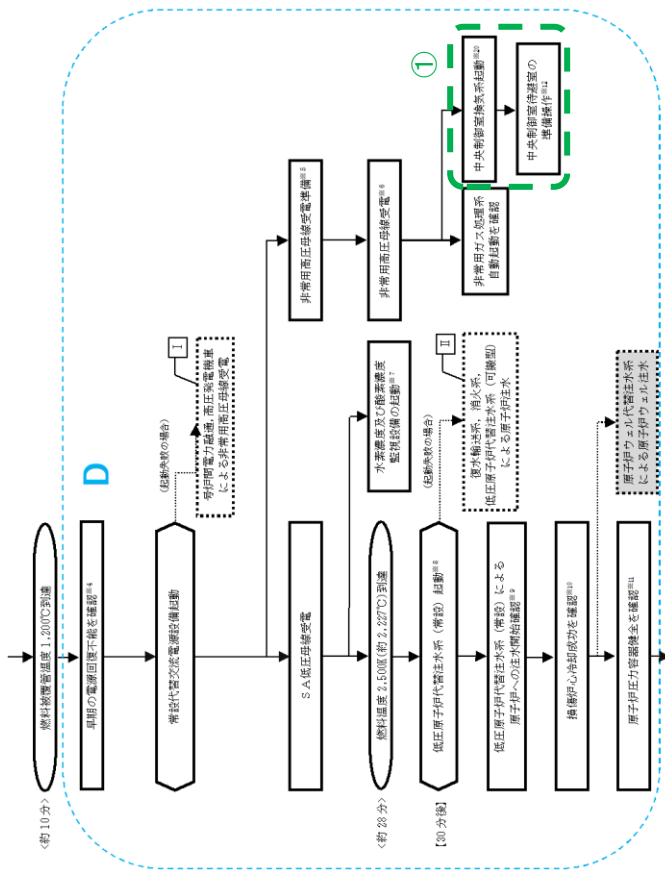 <約10分>
燃料被覆管温度1,200℃到達
D
早期の電源回復不能を確認※4
常設代替交流電源設備起動
(起動失敗の場合)
Ⅰ
号炉間電力融通,高圧発電機車
による非常用高圧母線受電
SA低圧母線受電
非常用高圧母線受電準備※5
<約28分>
燃料温度2,500K(約2,227℃)到達
水素濃度及び酸素濃度
監視設備の起動※7
非常用高圧母線受電※6
①
【30分後】
低圧原子炉代替注水系(常設)起動※8
(起動失敗の場合)
Ⅱ
復水輸送系,消火系,
低圧原子炉代替注水系(可搬型)
による原子炉注水
非常用ガス処理系
自動起動を確認
中央制御室換気系起動※20
低圧原子炉代替注水系(常設)による
原子炉への注水開始確認※9
中央制御室待避室の
準備操作※12
損傷炉心冷却成功を確認※10
原子炉ウェル代替注水系
による原子炉ウェル注水
原子炉圧力容器健全を確認※11